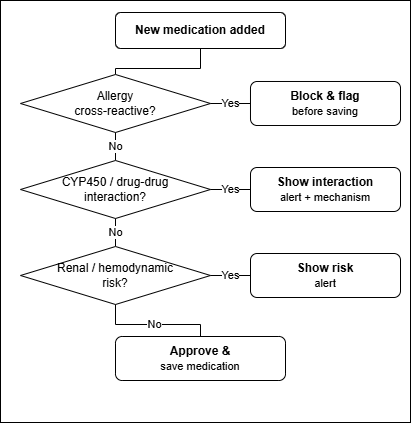 New medication added
Allergy
cross-reactive?
Yes
Block & flag
before saving
No
CYP450 / drug-drug
interaction?
Yes
Show interaction
alert + mechanism
No
Renal / hemodynamic
risk?
Yes
Show risk
alert
No
Approve &
save medication